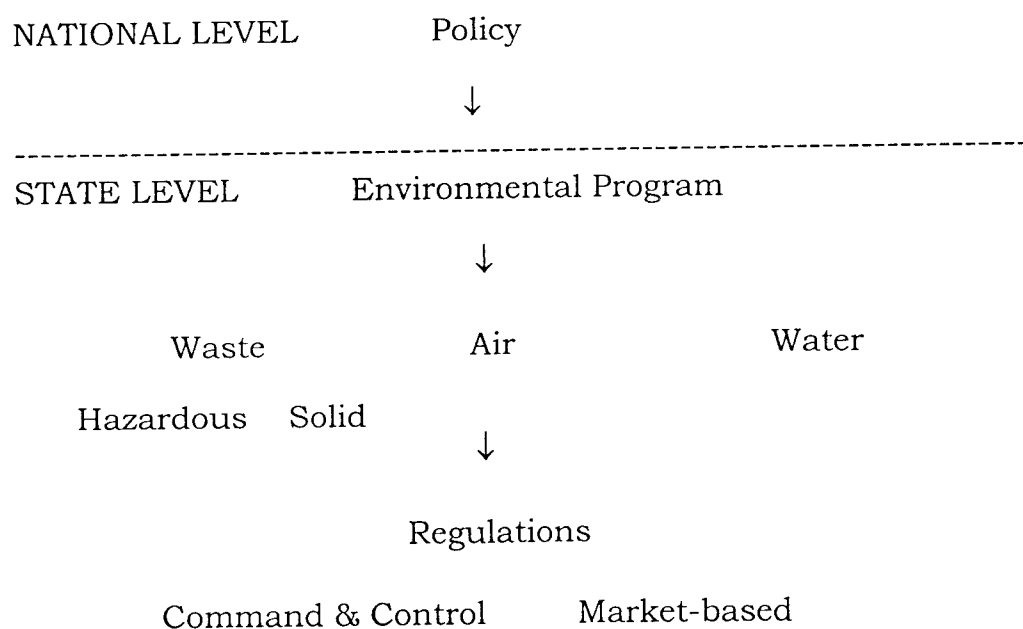 NATIONAL LEVEL Policy
↓
STATE LEVEL Environmental Program
↓
Waste Air Water
Hazardous Solid
↓
Regulations
Command & Control Market-based